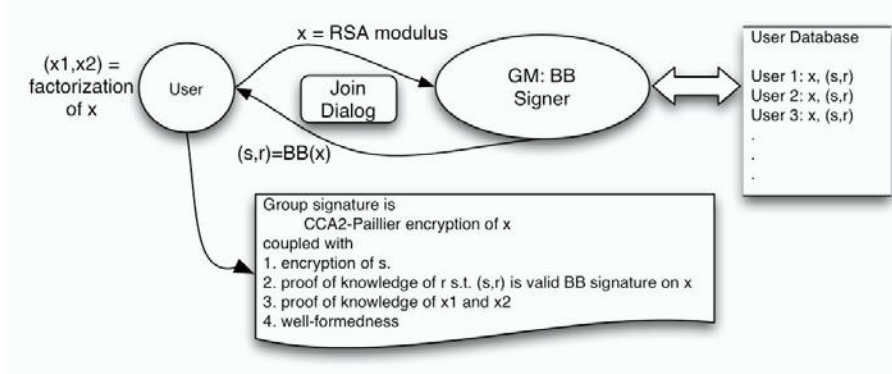 x = RSA modulus
(x1,x2) =
factorization
of x
User
Join
Dialog
GM: BB
Signer
(s,r)=BB(x)
User Database
User 1: x, (s,r)
User 2: x, (s,r)
User 3: x, (s,r)
.
.
.
Group signature is
CCA2-Paillier encryption of x
coupled with
1. encryption of s.
2. proof of knowledge of r s.t. (s,r) is valid BB signature on x
3. proof of knowledge of x1 and x2
4. well-formedness